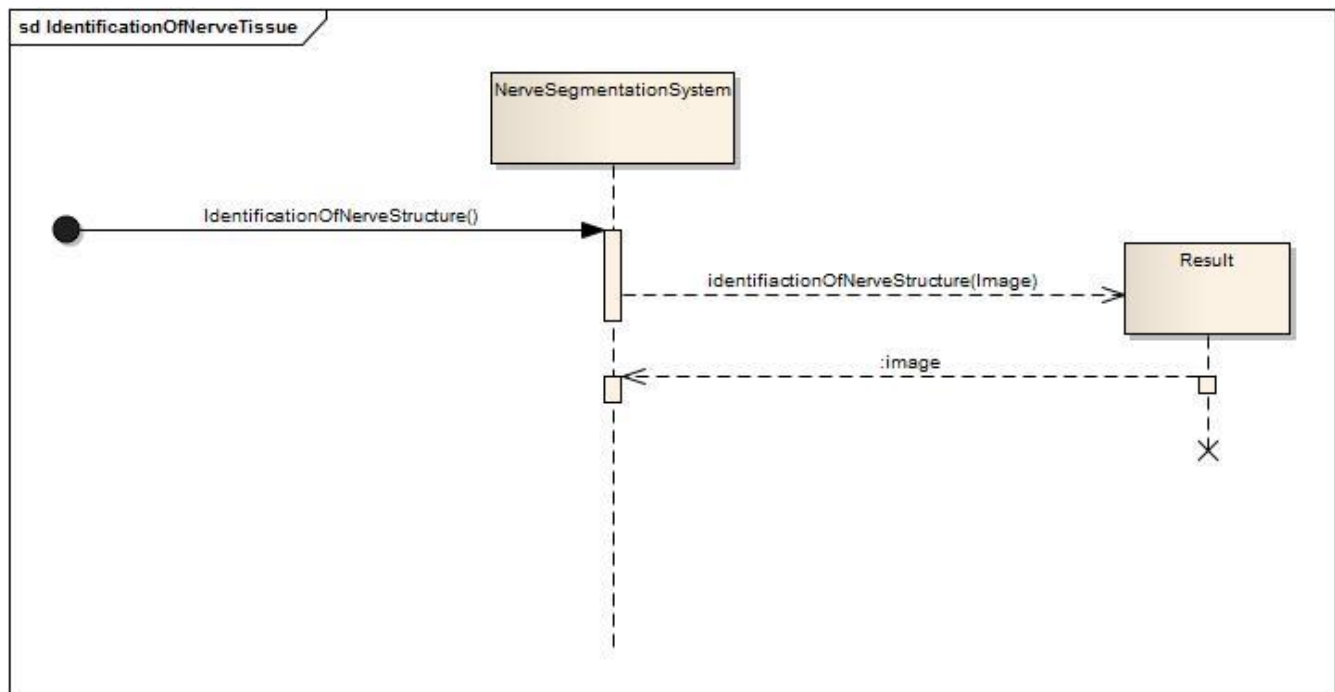 sd IdentificationOfNerveTissue
NerveSegmentationSystem
IdentificationOfNerveStructure()
Result
identifiactionOfNerveStructure(Image)
:image